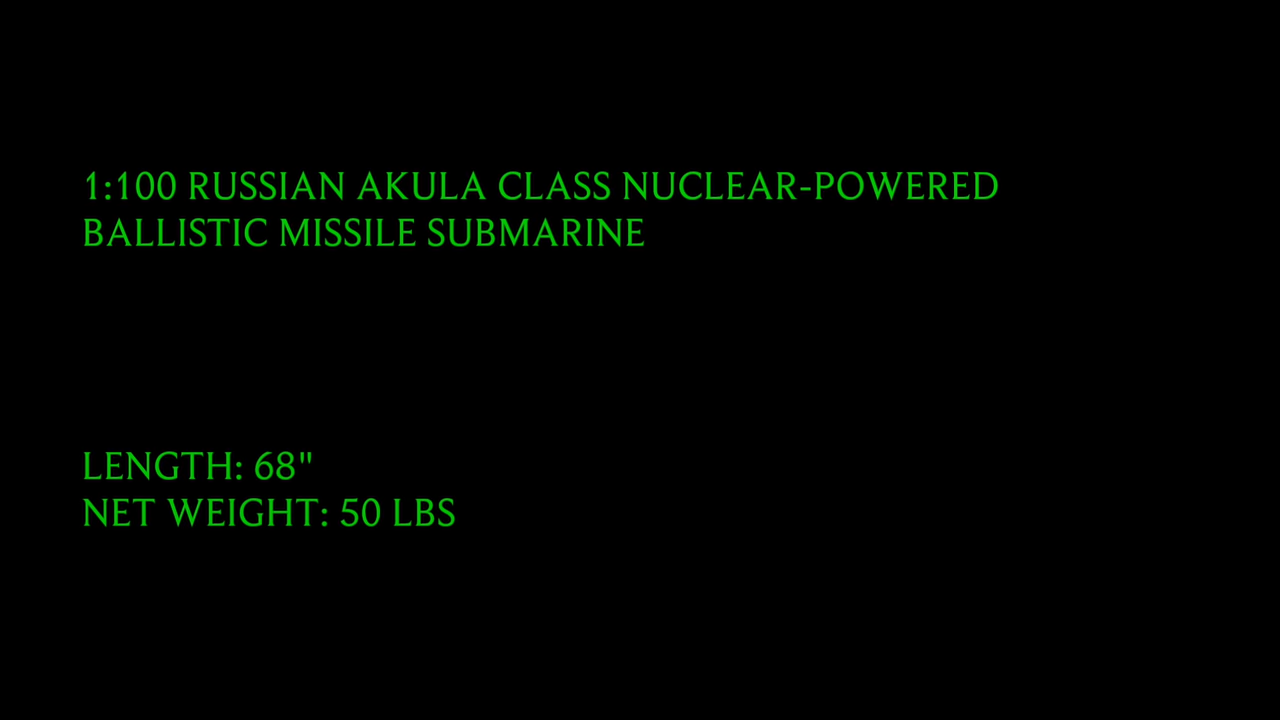 1:100 RUSSIAN AKULA CLASS NUCLEAR-POWERED
BALLISTIC MISSILE SUBMARINE
LENGTH: 68"
NET WEIGHT: 50 LBS